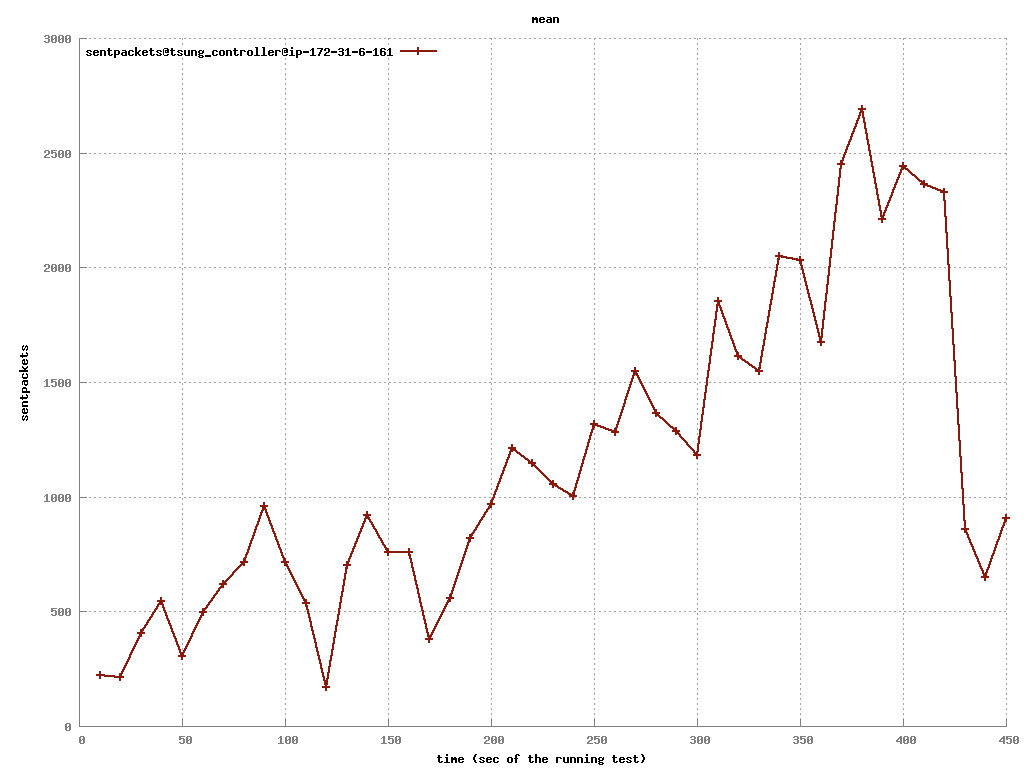 mean
3000
sentpackets@tsung_controller@ip-172-31-6-161
2500
2000
1500
1000
500
0
sentpackets
0 50 100 150 200 250 300 350 400 450
time (sec of the running test)